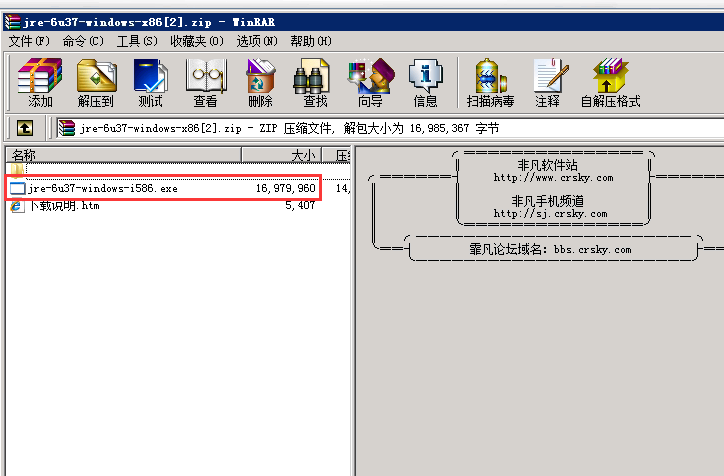 jre-6u37-windows-x86[2].zip - WinRAR
文件(F) 命令(C) 工具(S) 收藏夹(O) 选项(N) 帮助(H)
添加 解压到 测试 查看 删除 查找 向导 信息 扫描病毒 注释 自解压格式
jre-6u37-windows-x86[2].zip - ZIP 压缩文件, 解包大小为 16,985,367 字节
名称 大小
jre-6u37-windows-i586.exe 16,979,960 14,
下载说明.htm 5,407
非凡软件站
http://www.crsky.com
非凡手机频道
http://sj.crsky.com
霏凡论坛域名: bbs.crsky.com